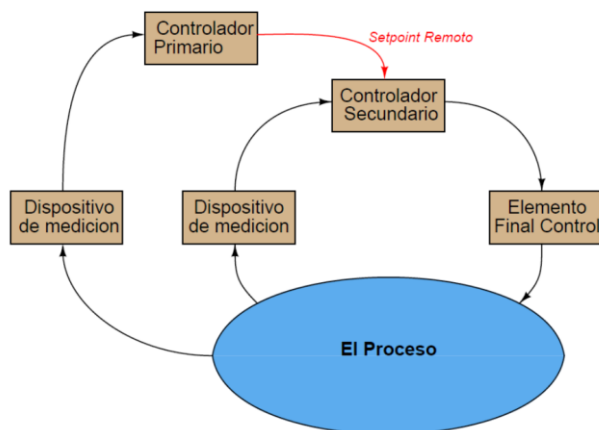 Controlador
Primario
Setpoint Remoto
Controlador
Secundario
Dispositivo
de medicion
Dispositivo
de medicion
Elemento
Final Control
El Proceso